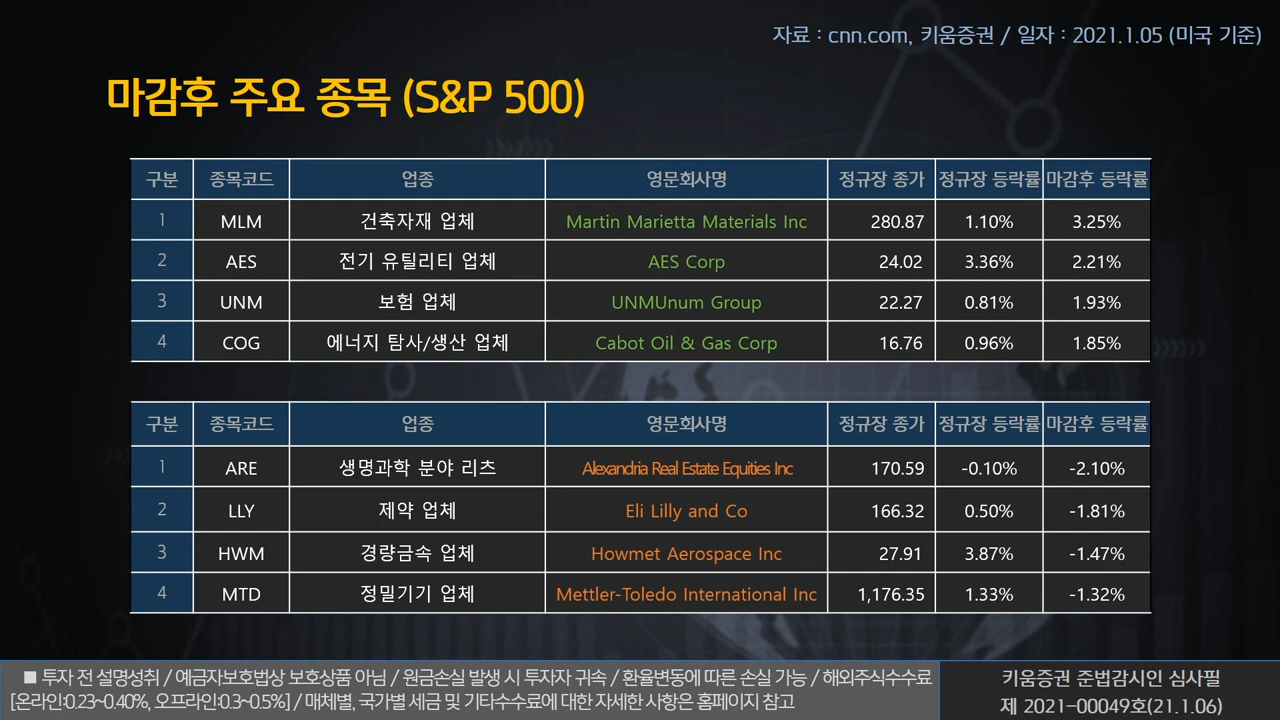 자료 : cnn.com, 키움증권 / 일자 : 2021.1.05 (미국 기준)
마감후 주요 종목 (S&P 500)
구분 종목코드 업종 영문회사명 정규장 종가 정규장 등락률 마감후 등락률
1 MLM 건축자재 업체 Martin Marietta Materials Inc 280.87 1.10% 3.25%
2 AES 전기 유틸리티 업체 AES Corp 24.02 3.36% 2.21%
3 UNM 보험 업체 UNMUnum Group 22.27 0.81% 1.93%
4 COG 에너지 탐사/생산 업체 Cabot Oil & Gas Corp 16.76 0.96% 1.85%
구분 종목코드 업종 영문회사명 정규장 종가 정규장 등락률 마감후 등락률
1 ARE 생명과학 분야 리츠 Alexandria Real Estate Equities Inc 170.59 -0.10% -2.10%
2 LLY 제약 업체 Eli Lilly and Co 166.32 0.50% -1.81%
3 HWM 경량금속 업체 Howmet Aerospace Inc 27.91 3.87% -1.47%
4 MTD 정밀기기 업체 Mettler-Toledo International Inc 1,176.35 1.33% -1.32%
■ 투자 전 설명성취 / 예금자보호법상 보호상품 아님 / 원금손실 발생 시 투자자 귀속 / 환율변동에 따른 손실 가능 / 해외주식수수료
[온라인:0.23~0.40%, 오프라인:0.3~0.5%] / 매체별, 국가별 세금 및 기타수수료에 대한 자세한 사항은 홈페이지 참고
키움증권 준법감시인 심사필
제 2021-00049호(21.1.06)